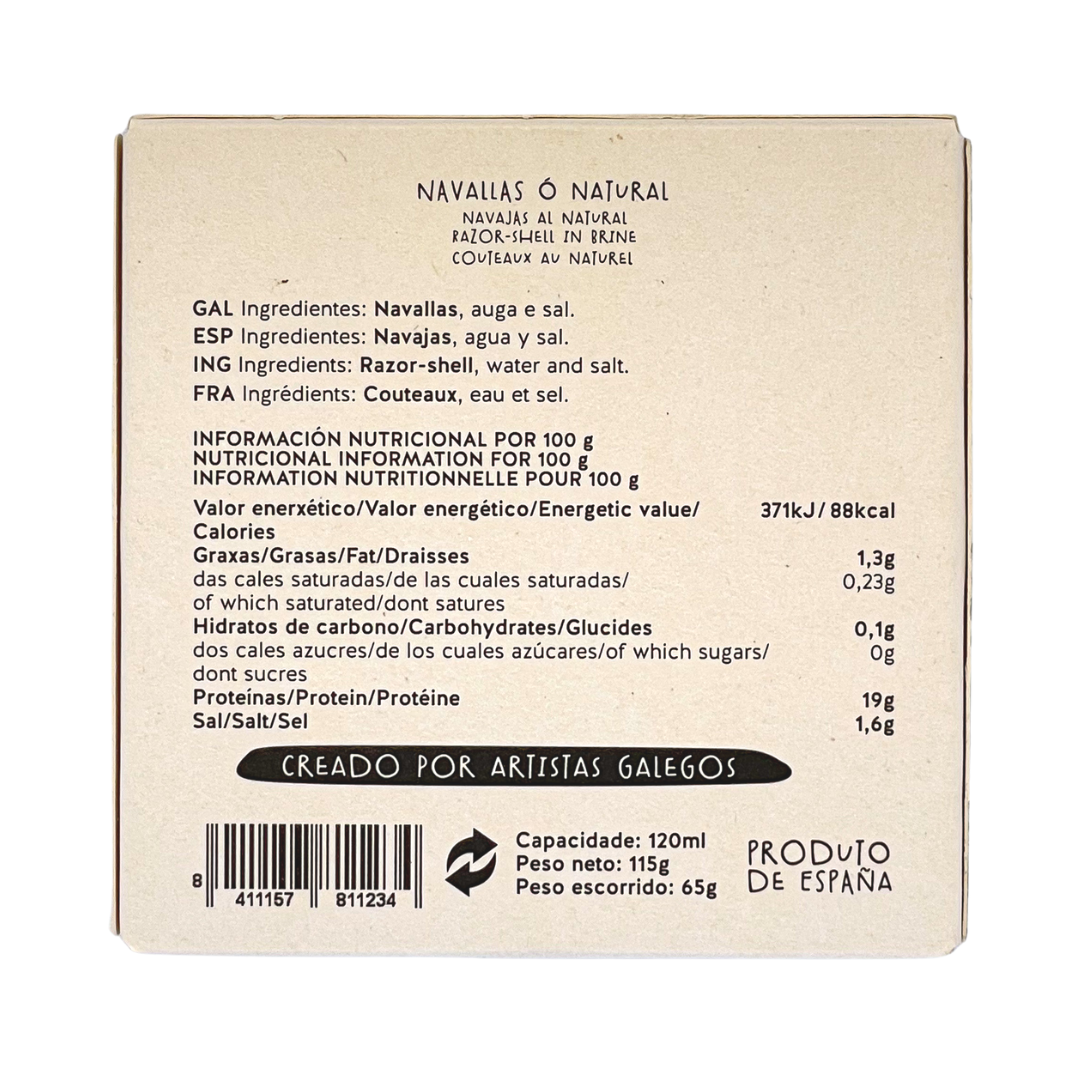 NAVALLAS Ó NATURAL
NAVAJAS AL NATURAL
RAZOR-SHELL IN BRINE
COUTEAUX AU NATUREL
GAL Ingredientes: Navallas, auga e sal.
ESP Ingredientes: Navajas, agua y sal.
ING Ingredients: Razor-shell, water and salt.
FRA Ingrédients: Couteaux, eau et sel.
INFORMACIÓN NUTRICIONAL POR 100 g
NUTRICIONAL INFORMATION FOR 100 g
INFORMATION NUTRITIONNELLE POUR 100 g
Valor enerxético/Valor energético/Energetic value/ 371kJ / 88kcal
Calories
Graxas/Grasas/Fat/Draisses 1,3g
das cales saturadas/de las cuales saturadas/ 0,23g
of which saturated/dont satures
Hidratos de carbono/Carbohydrates/Glucides 0,1g
dos cales azucres/de los cuales azúcares/of which sugars/ 0g
dont sucres
Proteínas/Protein/Protéine 19g
Sal/Salt/Sel 1,6g
CREADO POR ARTISTAS GALEGOS
8 411157 811234
Capacidade: 120ml
Peso neto: 115g
Peso escorrido: 65g
PRODUTO
DE ESPAÑA